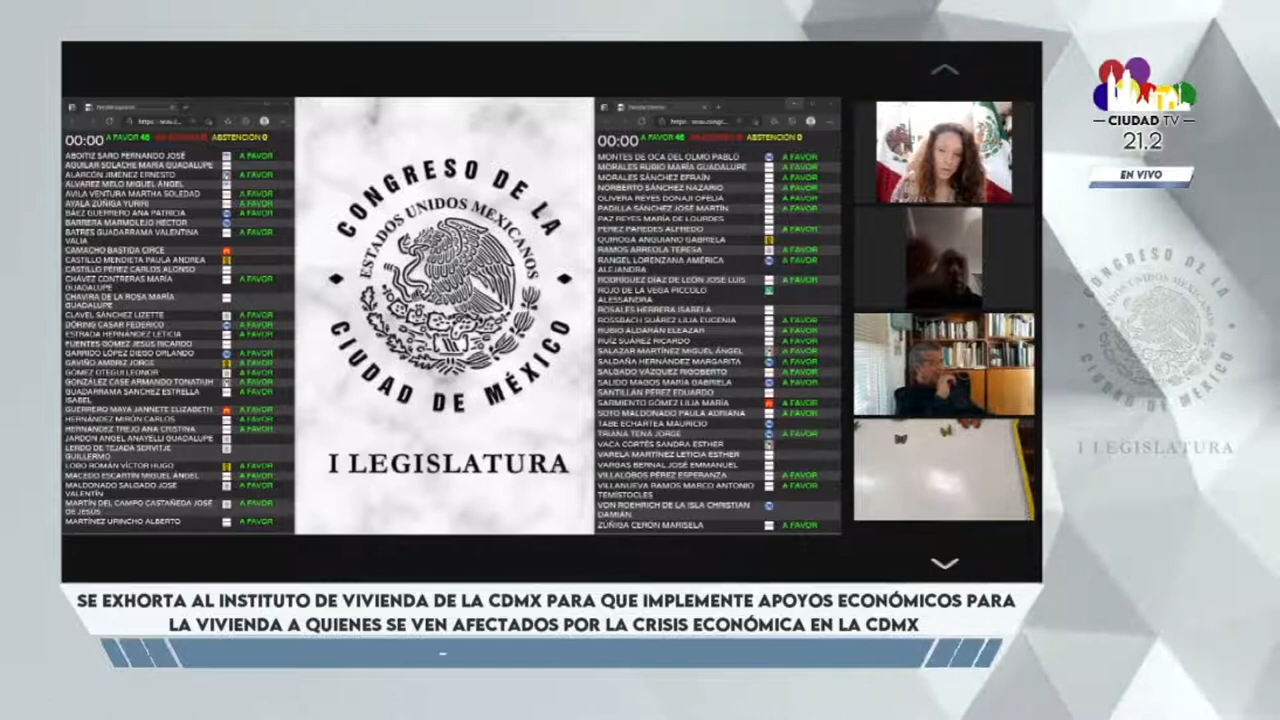 00:00 A FAVOR 46 ABSTENCIÓN 0
ABOITIZ SARO FERNANDO JOSÉ A FAVOR
AGUILAR SOLACHE MARÍA GUADALUPE A FAVOR
ALARCÓN JIMÉNEZ ERNESTO A FAVOR
ÁLVAREZ MELO MIGUEL ÁNGEL
ÁVILA VENTURA MARTHA SOLEDAD A FAVOR
AYALA ZÚÑIGA YURIRI A FAVOR
BÁEZ GUERRERO ANA PATRICIA A FAVOR
BARRERA MARMOLEJO HÉCTOR
BATRES GUADARRAMA VALENTINA A FAVOR
VALIA
CAMACHO BASTIDA CIRCE
CASTILLO MENDIETA PAULA ANDREA
CASTILLO PÉREZ CARLOS ALONSO
CHÁVEZ CONTRERAS MARÍA A FAVOR
GUADALUPE
CHAVIRA DE LA ROSA MARÍA
GUADALUPE
CLAVEL SÁNCHEZ LIZETTE A FAVOR
DÖRING CASAR FEDERICO A FAVOR
ESTRADA HERNÁNDEZ LETICIA A FAVOR
FUENTES GÓMEZ JESÚS RICARDO
GARRIDO LÓPEZ DIEGO ORLANDO A FAVOR
GAVIÑO AMBRIZ JORGE A FAVOR
GÓMEZ OTEGUI LEONOR A FAVOR
GONZÁLEZ CASE ARMANDO TONATIUH A FAVOR
GUADARRAMA SÁNCHEZ ESTRELLA A FAVOR
ISABEL
GUERRERO MAYA JANNETE ELIZABETH A FAVOR
HERNÁNDEZ MIRÓN CARLOS A FAVOR
HERNÁNDEZ TREJO ANA CRISTINA A FAVOR
JARDÓN ÁNGEL ANAYELLI GUADALUPE
LERDO DE TEJADA SERVITJE
GUILLERMO
LOBO ROMÁN VÍCTOR HUGO A FAVOR
MACEDO ESCARTÍN MIGUEL ÁNGEL A FAVOR
MALDONADO SALGADO JOSÉ A FAVOR
VALENTÍN
MARTÍN DEL CAMPO CASTAÑEDA JOSÉ A FAVOR
DE JESÚS
MARTÍNEZ URINCHO ALBERTO A FAVOR
CONGRESO DE LA
ESTADOS UNIDOS MEXICANOS
CIUDAD DE MÉXICO
I LEGISLATURA
00:00 A FAVOR 46 ABSTENCIÓN 0
MONTES DE OCA DEL OLMO PABLO A FAVOR
MORALES RUBIO MARÍA GUADALUPE A FAVOR
MORALES SÁNCHEZ EFRAÍN A FAVOR
NORBERTO SÁNCHEZ NAZARIO A FAVOR
OLIVERA REYES DONAJI OFELIA A FAVOR
PADILLA SÁNCHEZ JOSÉ MARTÍN A FAVOR
PAZ REYES MARÍA DE LOURDES
PÉREZ PAREDES ALFREDO A FAVOR
QUIROGA ANGUIANO GABRIELA
RAMOS ARREOLA TERESA A FAVOR
RANGEL LORENZANA AMÉRICA A FAVOR
ALEJANDRA
RODRÍGUEZ DÍAZ DE LEÓN JOSÉ LUIS A FAVOR
ROJO DE LA VEGA PICCOLO
ALESSANDRA
ROSALES HERRERA ISABELA
ROSSBACH SUÁREZ LILIA EUGENIA A FAVOR
RUBIO ALDARÁN ELEAZAR A FAVOR
RUÍZ SUÁREZ RICARDO A FAVOR
SALAZAR MARTÍNEZ MIGUEL ÁNGEL A FAVOR
SALDAÑA HERNÁNDEZ MARGARITA A FAVOR
SALGADO VÁZQUEZ RIGOBERTO A FAVOR
SALIDO MAGOS MARÍA GABRIELA A FAVOR
SANTILLÁN PÉREZ EDUARDO
SARMIENTO GÓMEZ LILIA MARÍA A FAVOR
SOTO MALDONADO PAULA ADRIANA A FAVOR
TABE ECHARTEA MAURICIO
TRIANA TENA JORGE A FAVOR
VACA CORTÉS SANDRA ESTHER
VARELA MARTÍNEZ LETICIA ESTHER
VARGAS BERNAL JOSÉ EMMANUEL
VILLALOBOS PÉREZ ESPERANZA A FAVOR
VILLANUEVA RAMOS MARCO ANTONIO A FAVOR
TEMÍSTOCLES
VON ROEHRICH DE LA ISLA CHRISTIAN
DAMIÁN
ZÚÑIGA CERÓN MARISELA A FAVOR
CIUDAD TV
21.2
EN VIVO
CONGRESO DE LA
CIUDAD DE MÉXICO
I LEGISLATURA
SE EXHORTA AL INSTITUTO DE VIVIENDA DE LA CDMX PARA QUE IMPLEMENTE APOYOS ECONÓMICOS PARA
LA VIVIENDA A QUIENES SE VEN AFECTADOS POR LA CRISIS ECONÓMICA EN LA CDMX